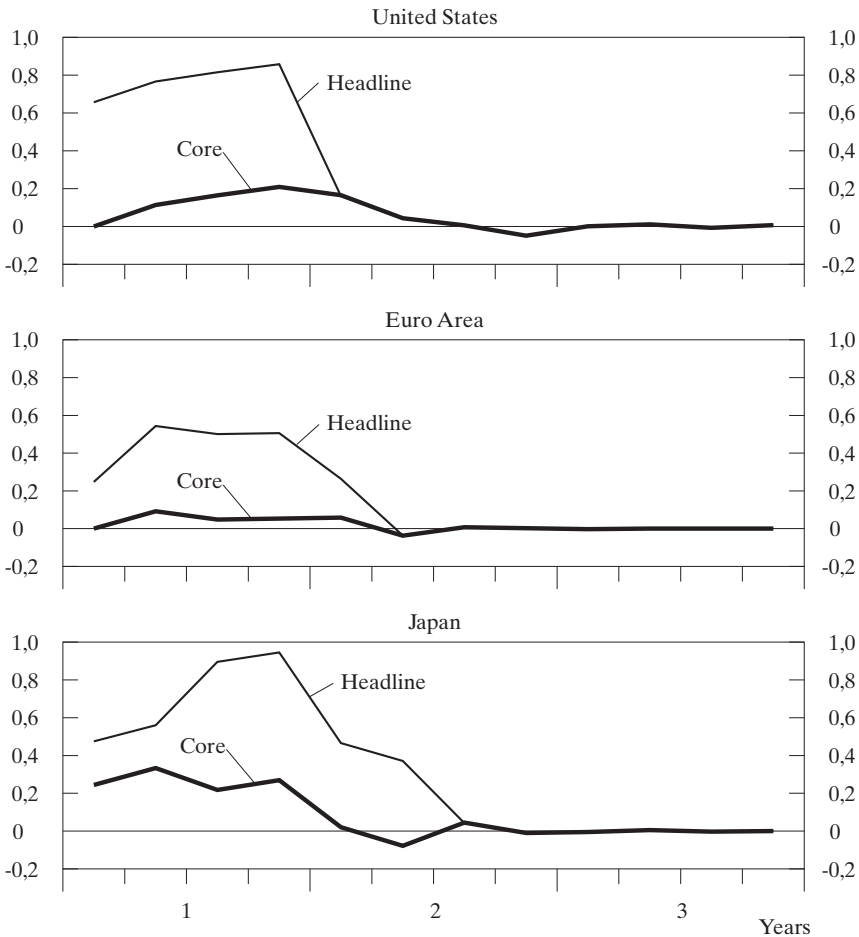 United States
1,0 1,0
0,8 0,8
Headline
0,6 0,6
0,4 Core 0,4
0,2 0,2
0 0
-0,2 -0,2
Euro Area
1,0 1,0
0,8 0,8
0,6 0,6
Headline
0,4 0,4
Core
0,2 0,2
0 0
-0,2 -0,2
Japan
1,0 1,0
0,8 Headline 0,8
0,6 0,6
Core
0,4 0,4
0,2 0,2
0 0
-0,2 -0,2
1 2 3
Years